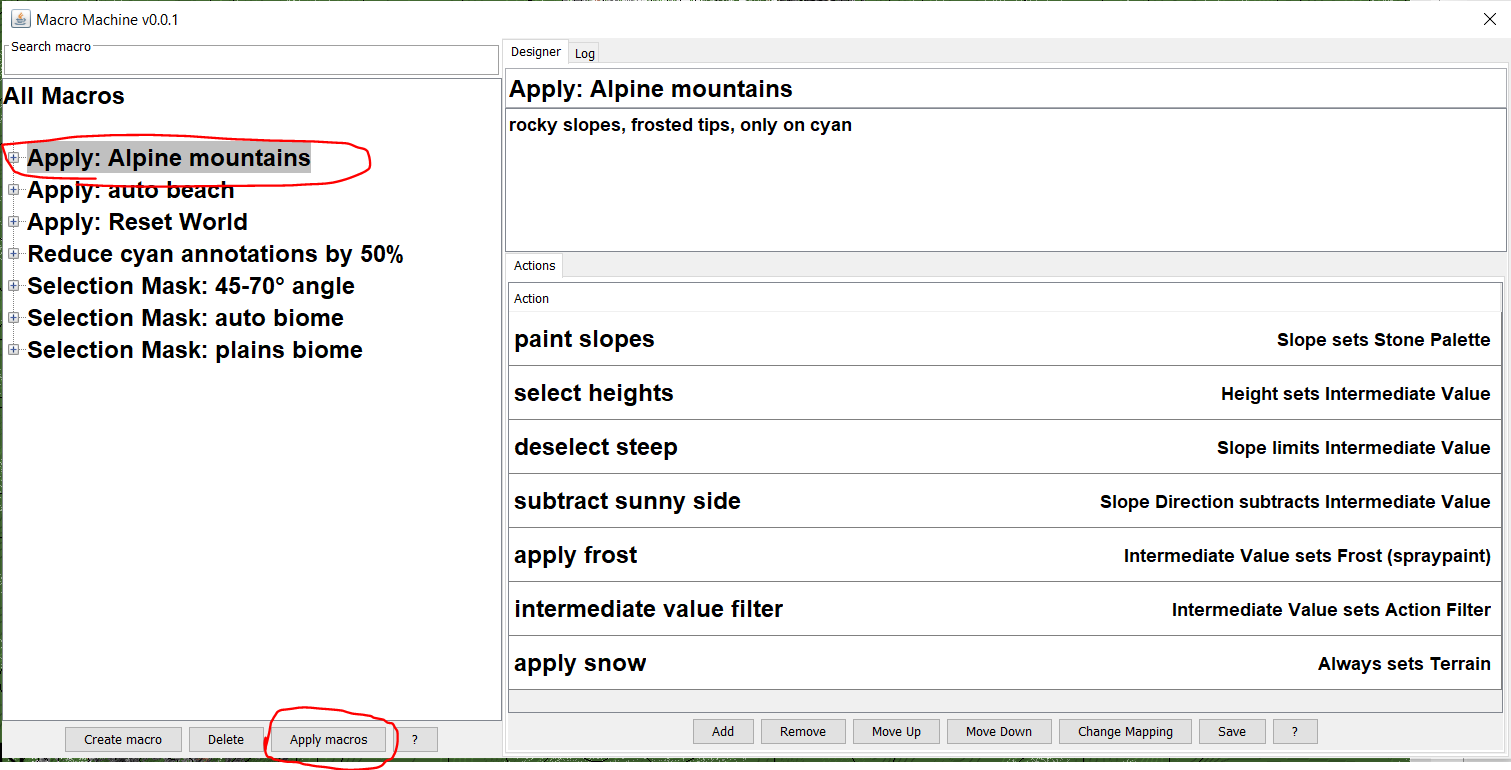 Macro Machine v0.0.1
Search macro
All Macros
Apply: Alpine mountains
Apply: auto beach
Apply: Reset World
Reduce cyan annotations by 50%
Selection Mask: 45-70° angle
Selection Mask: auto biome
Selection Mask: plains biome
Create macro Delete Apply macros ?
Designer Log
Apply: Alpine mountains
rocky slopes, frosted tips, only on cyan
Actions
Action
paint slopes Slope sets Stone Palette
select heights Height sets Intermediate Value
deselect steep Slope limits Intermediate Value
subtract sunny side Slope Direction subtracts Intermediate Value
apply frost Intermediate Value sets Frost (spraypaint)
intermediate value filter Intermediate Value sets Action Filter
apply snow Always sets Terrain
Add Remove Move Up Move Down Change Mapping Save ?